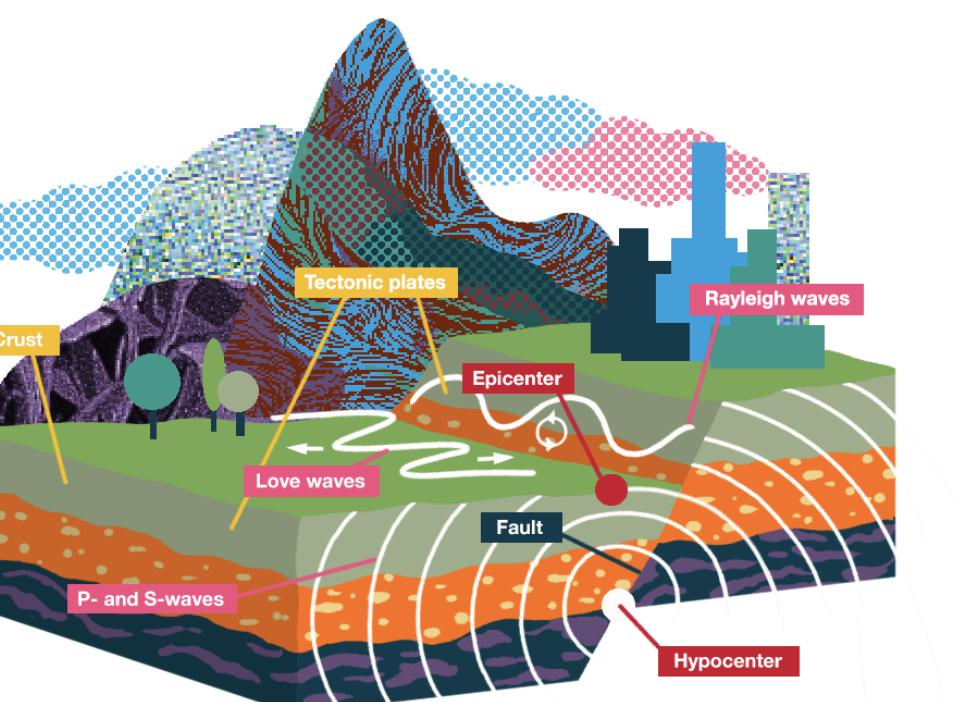 Tectonic plates
Rayleigh waves
Crust
Epicenter
Love waves
Fault
P- and S-waves
Hypocenter